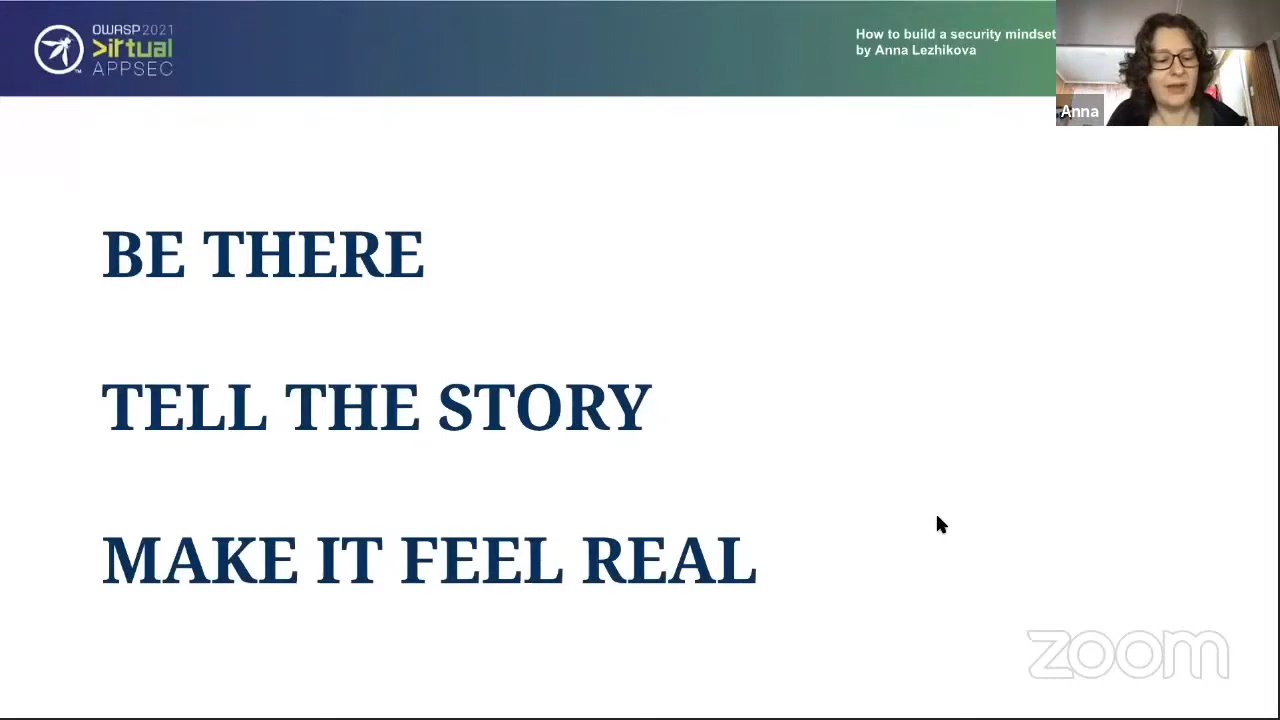 OWASP 2021
>irtual
APPSEC
How to build a security mindset
by Anna Lezhikova
Anna
BE THERE
TELL THE STORY
MAKE IT FEEL REAL
zoom